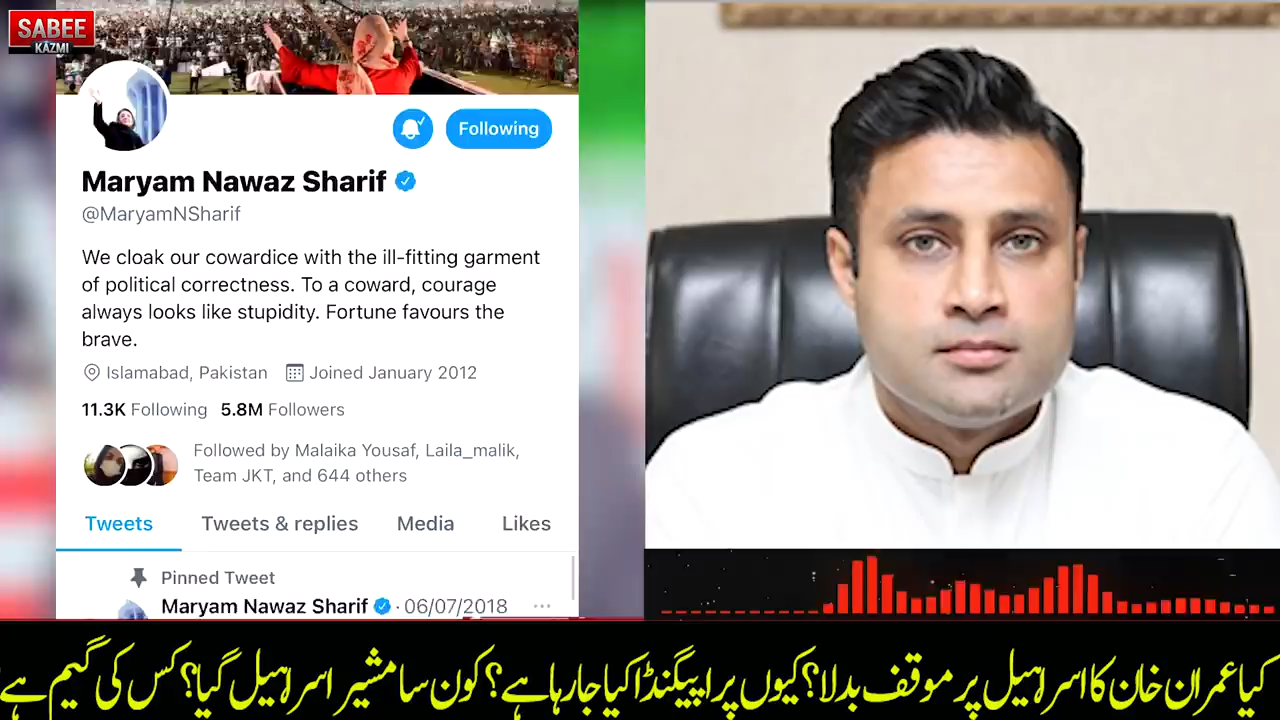 SABEE
KAZMI
Following
Maryam Nawaz Sharif
@MaryamNSharif
We cloak our cowardice with the ill-fitting garment
of political correctness. To a coward, courage
always looks like stupidity. Fortune favours the
brave.
Islamabad, Pakistan Joined January 2012
11.3K Following 5.8M Followers
Followed by Malaika Yousaf, Laila_malik,
Team JKT, and 644 others
Tweets Tweets & replies Media Likes
Pinned Tweet
Maryam Nawaz Sharif · 06/07/2018 ...
کیا عمران خان کا اسرائیل پر موقف بدلا؟ کیوں پراپیگنڈا کیا جا رہا ہے؟ کون سا مشیر اسرائیل گیا؟ کس کی گیم ہے